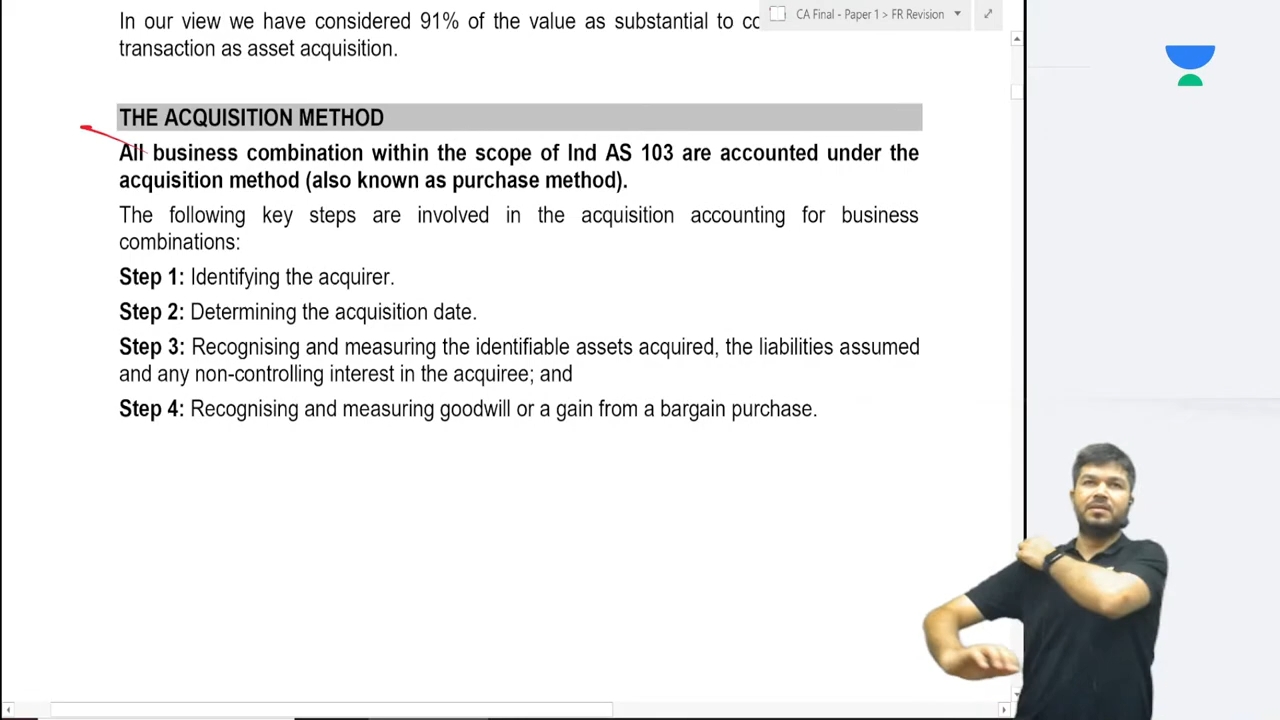 In our view we have considered 91% of the value as substantial to
transaction as asset acquisition.
CA Final - Paper 1 > FR Revision
THE ACQUISITION METHOD
All business combination within the scope of Ind AS 103 are accounted under the
acquisition method (also known as purchase method).
The following key steps are involved in the acquisition accounting for business
combinations:
Step 1: Identifying the acquirer.
Step 2: Determining the acquisition date.
Step 3: Recognising and measuring the identifiable assets acquired, the liabilities assumed
and any non-controlling interest in the acquiree; and
Step 4: Recognising and measuring goodwill or a gain from a bargain purchase.